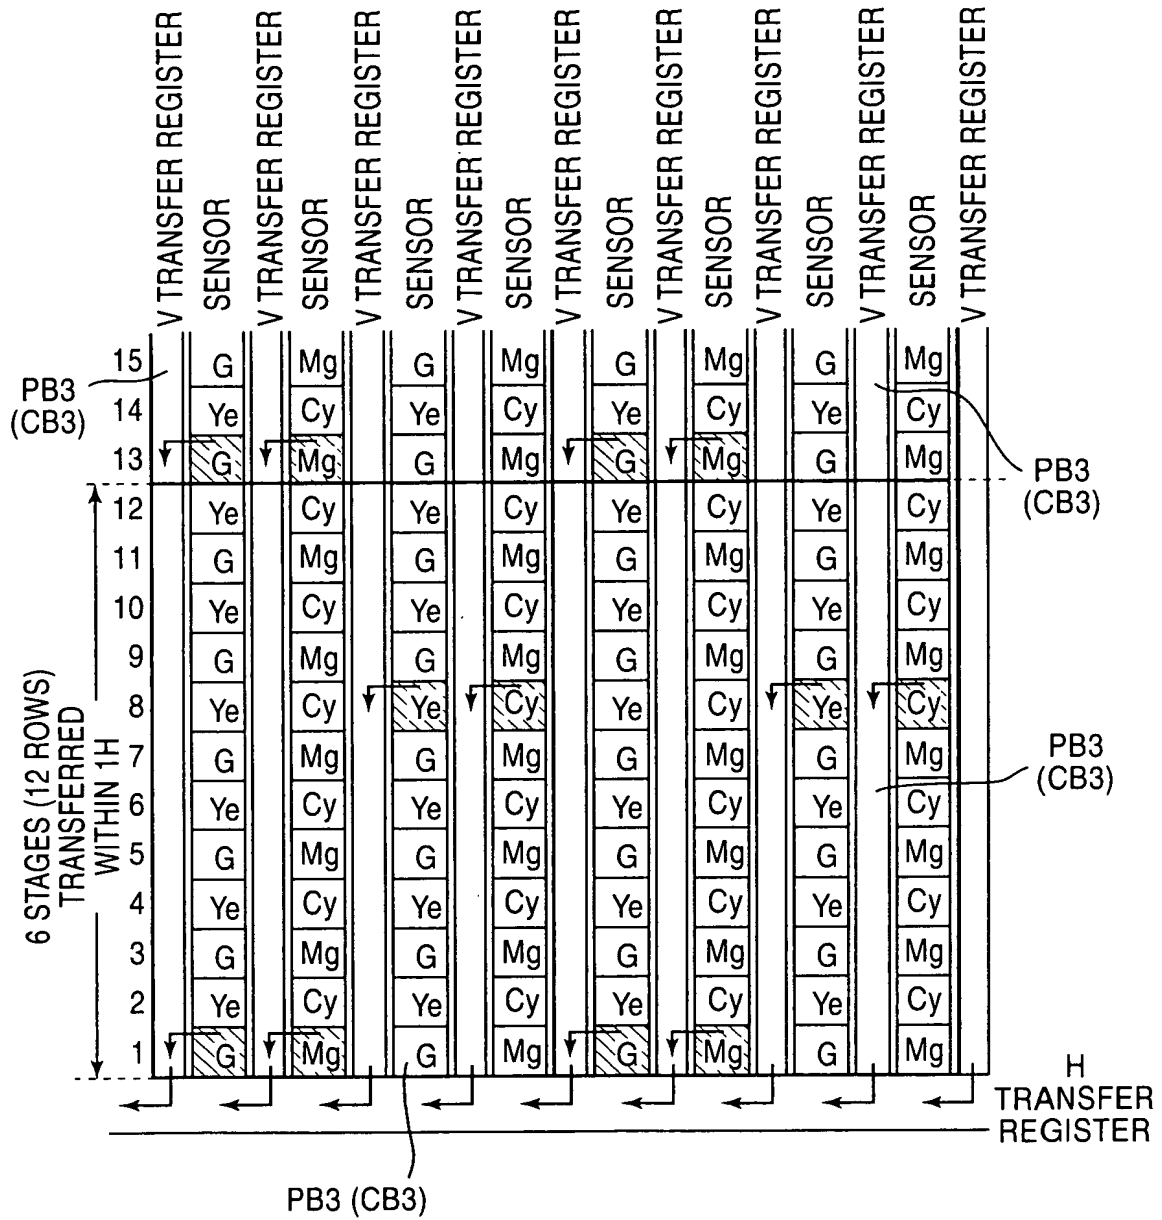 V TRANSFER REGISTER
SENSOR
V TRANSFER REGISTER
SENSOR
V TRANSFER REGISTER
SENSOR
V TRANSFER REGISTER
SENSOR
V TRANSFER REGISTER
SENSOR
V TRANSFER REGISTER
SENSOR
V TRANSFER REGISTER
SENSOR
V TRANSFER REGISTER
SENSOR
V TRANSFER REGISTER
15 G Mg G Mg G Mg G Mg
PB3
(CB3)
14 Ye Cy Ye Cy Ye Cy Ye Cy
13 G Mg G Mg G Mg G Mg
PB3
(CB3)
12 Ye Cy Ye Cy Ye Cy Ye Cy
11 G Mg G Mg G Mg G Mg
10 Ye Cy Ye Cy Ye Cy Ye Cy
9 G Mg G Mg G Mg G Mg
8 Ye Cy Ye Cy Ye Cy Ye Cy
7 G Mg G Mg G Mg G Mg
PB3
(CB3)
6 Ye Cy Ye Cy Ye Cy Ye Cy
5 G Mg G Mg G Mg G Mg
4 Ye Cy Ye Cy Ye Cy Ye Cy
3 G Mg G Mg G Mg G Mg
2 Ye Cy Ye Cy Ye Cy Ye Cy
1 G Mg G Mg G Mg G Mg
6 STAGES (12 ROWS)
TRANSFERRED
WITHIN 1H
H
TRANSFER
REGISTER
PB3 (CB3)